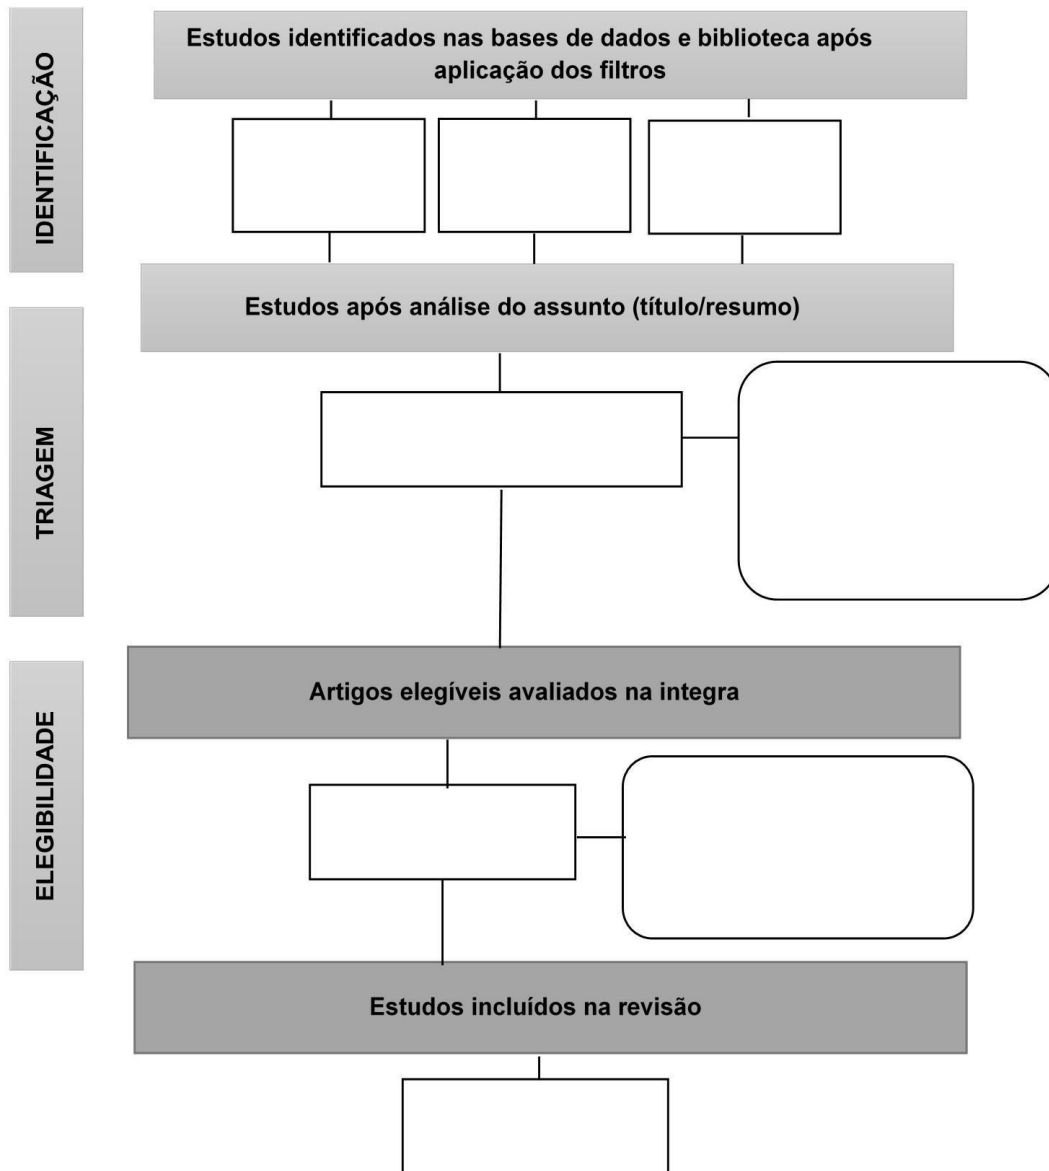 IDENTIFICAÇÃO
Estudos identificados nas bases de dados e biblioteca após
aplicação dos filtros
Estudos após análise do assunto (título/resumo)
TRIAGEM
Artigos elegíveis avaliados na integra
ELEGIBILIDADE
Estudos incluídos na revisão